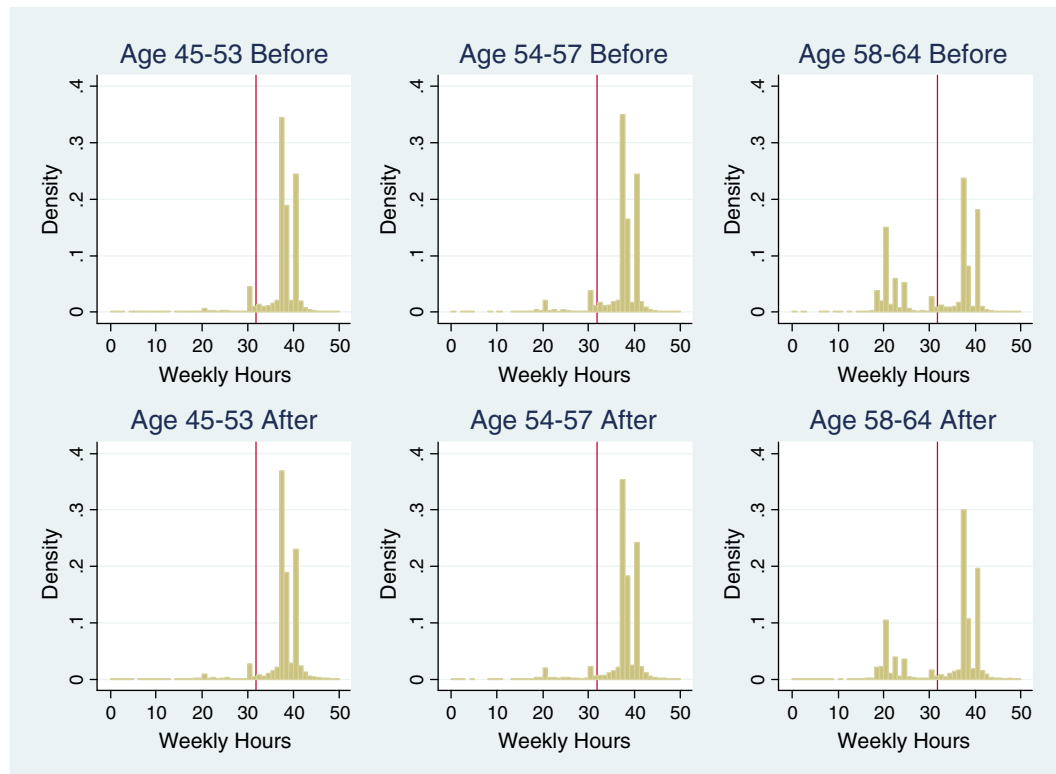 Age 45-53 Before
Age 54-57 Before
Age 58-64 Before
.4
.3
.2
.1
0
Density
0 10 20 30 40 50
Weekly Hours
.4
.3
.2
.1
0
Density
0 10 20 30 40 50
Weekly Hours
.4
.3
.2
.1
0
Density
0 10 20 30 40 50
Weekly Hours
Age 45-53 After
Age 54-57 After
Age 58-64 After
.4
.3
.2
.1
0
Density
0 10 20 30 40 50
Weekly Hours
.4
.3
.2
.1
0
Density
0 10 20 30 40 50
Weekly Hours
.4
.3
.2
.1
0
Density
0 10 20 30 40 50
Weekly Hours